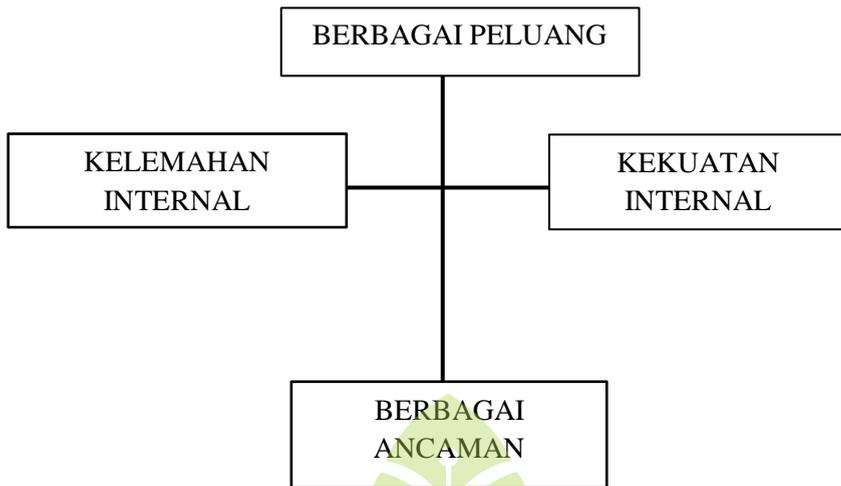 BERBAGAI PELUANG
KELEMAHAN
INTERNAL
KEKUATAN
INTERNAL
BERBAGAI
ANCAMAN